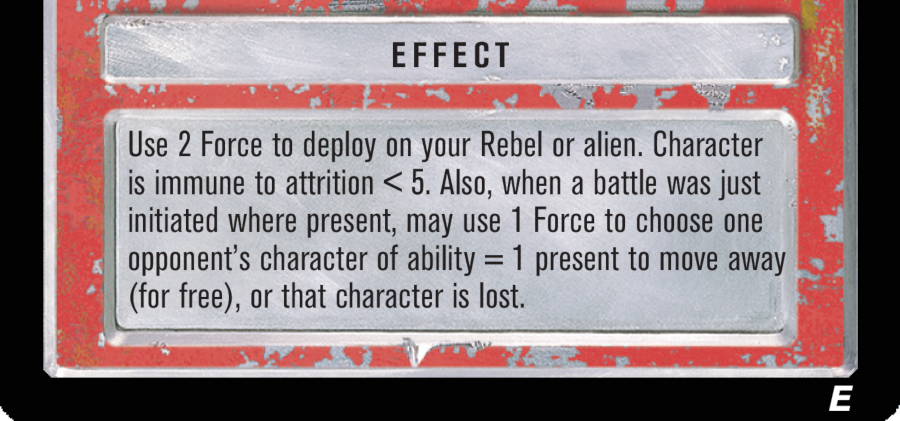 EFFECT
Use 2 Force to deploy on your Rebel or alien. Character
is immune to attrition < 5. Also, when a battle was just
initiated where present, may use 1 Force to choose one
opponent's character of ability = 1 present to move away
(for free), or that character is lost.
E